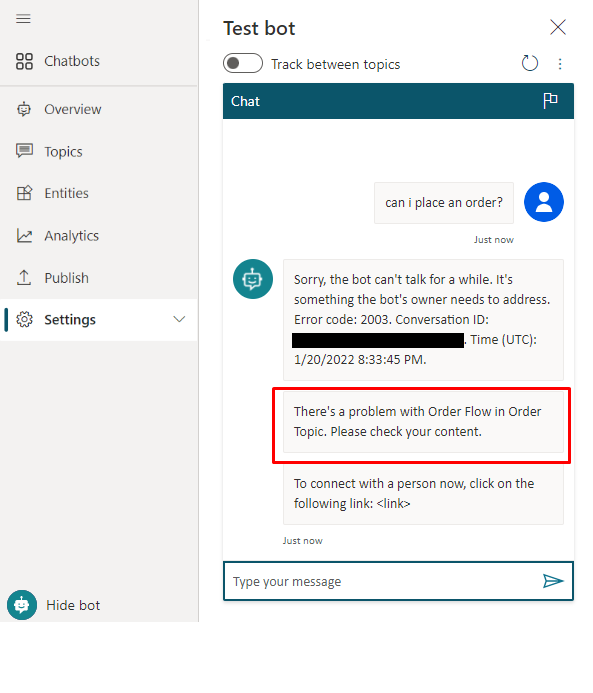 Test bot
Chatbots
Track between topics
Chat
Overview
Topics
Entities
Analytics
Publish
Settings
can i place an order?
Just now
Sorry, the bot can't talk for a while. It's
something the bot's owner needs to address.
Error code: 2003. Conversation ID:
. Time (UTC):
1/20/2022 8:33:45 PM.
There's a problem with Order Flow in Order
Topic. Please check your content.
To connect with a person now, click on the
following link: <link>
Just now
Type your message
Hide bot